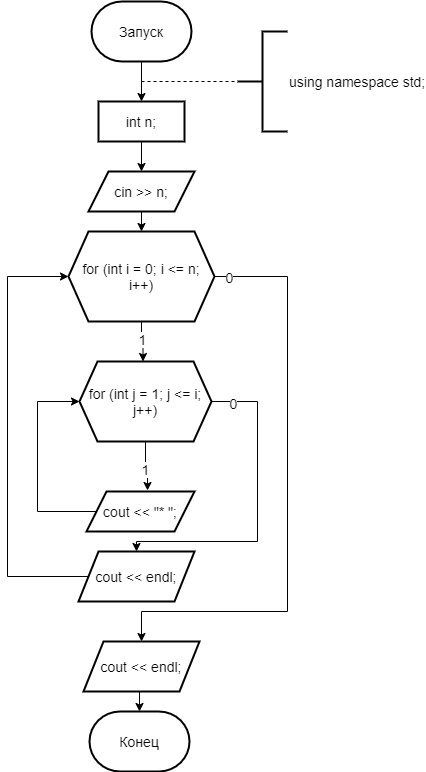 Запуск
using namespace std;
int n;
cin >> n;
for (int i = 0; i <= n;
i++)
0
1
for (int j = 1; j <= i;
j++)
0
1
cout << "* ";
cout << endl;
cout << endl;
Конец